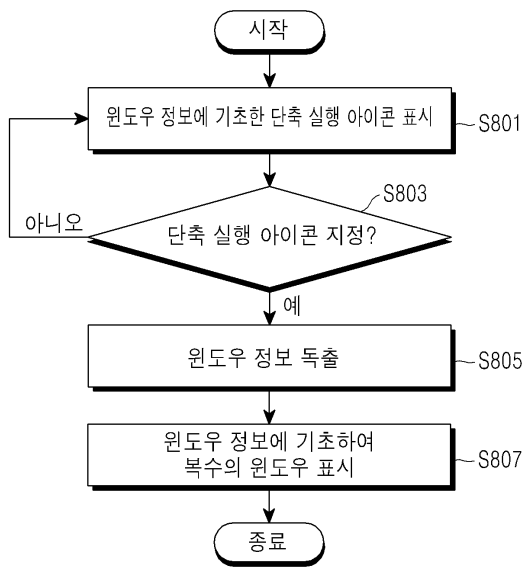 시작
윈도우 정보에 기초한 단축 실행 아이콘 표시
S801
S803
단축 실행 아이콘 지정?
아니오
예
윈도우 정보 독출
S805
윈도우 정보에 기초하여
복수의 윈도우 표시
S807
종료